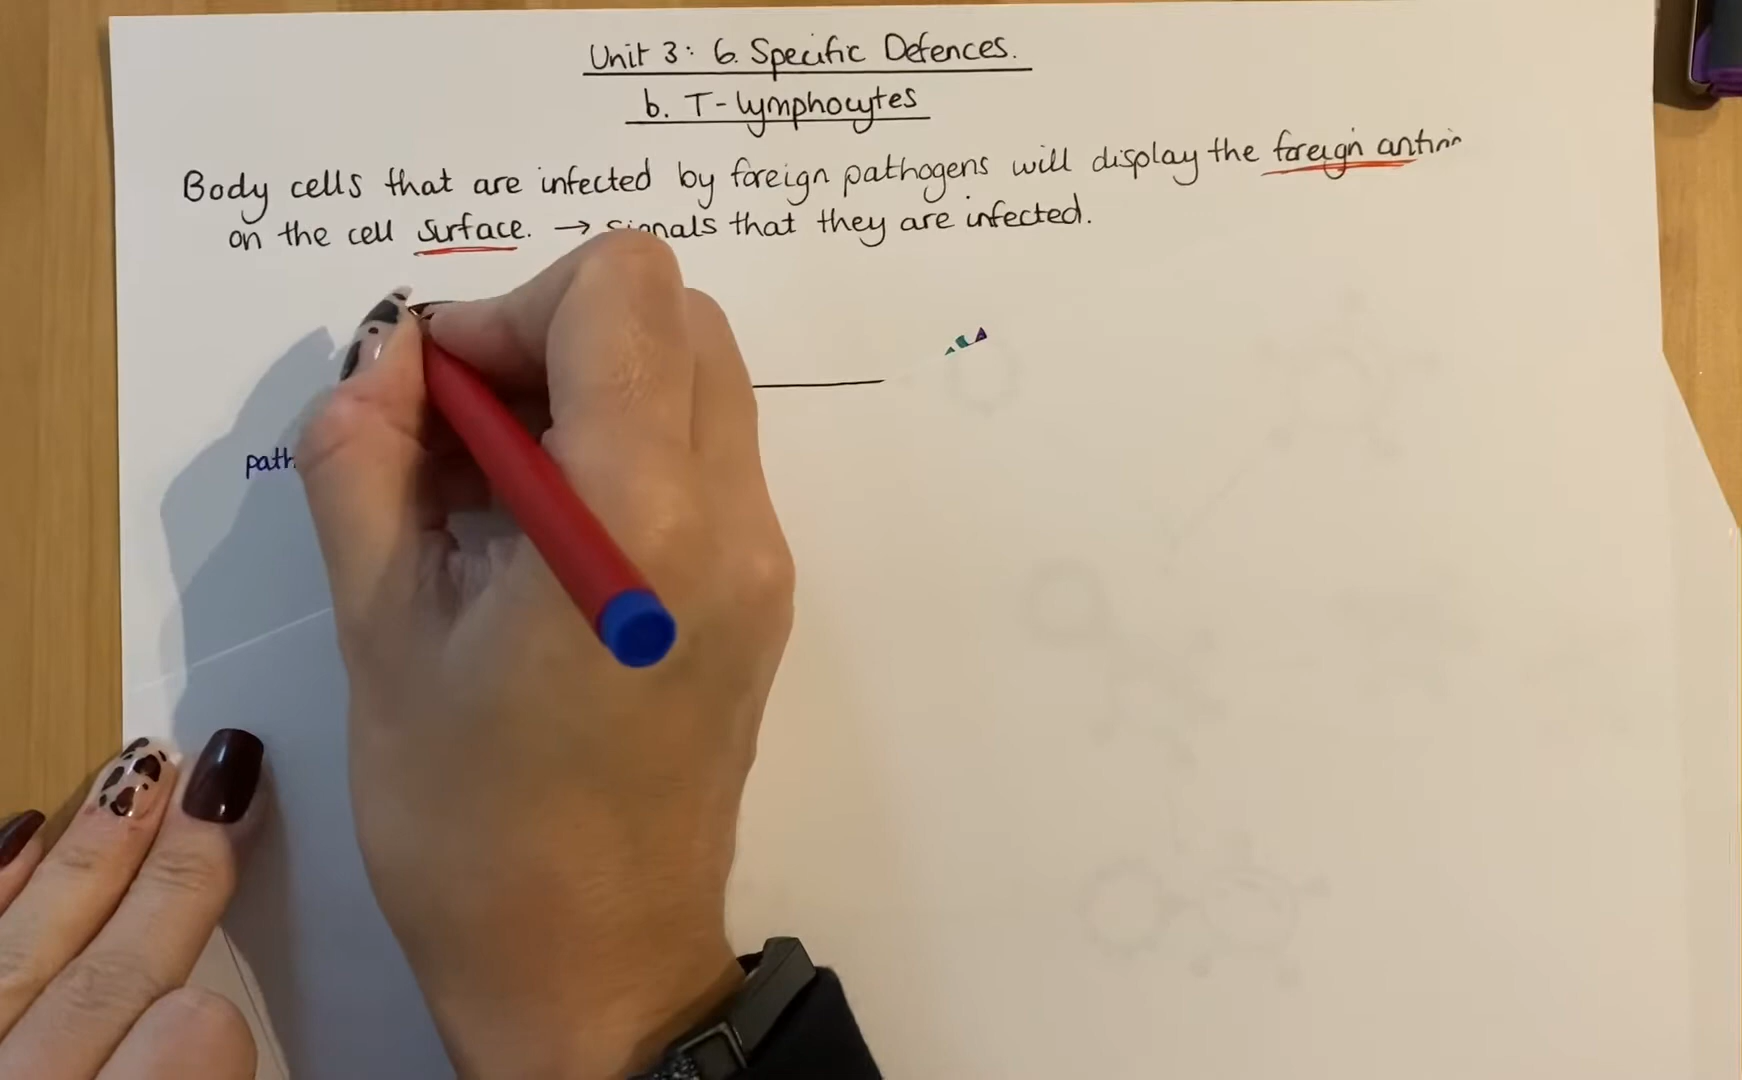 Unit 3: 6. Specific Defences.
b. T-lymphocytes
Body cells that are infected by foreign pathogens will display the foreign
on the cell surface. → signals that they are infected.